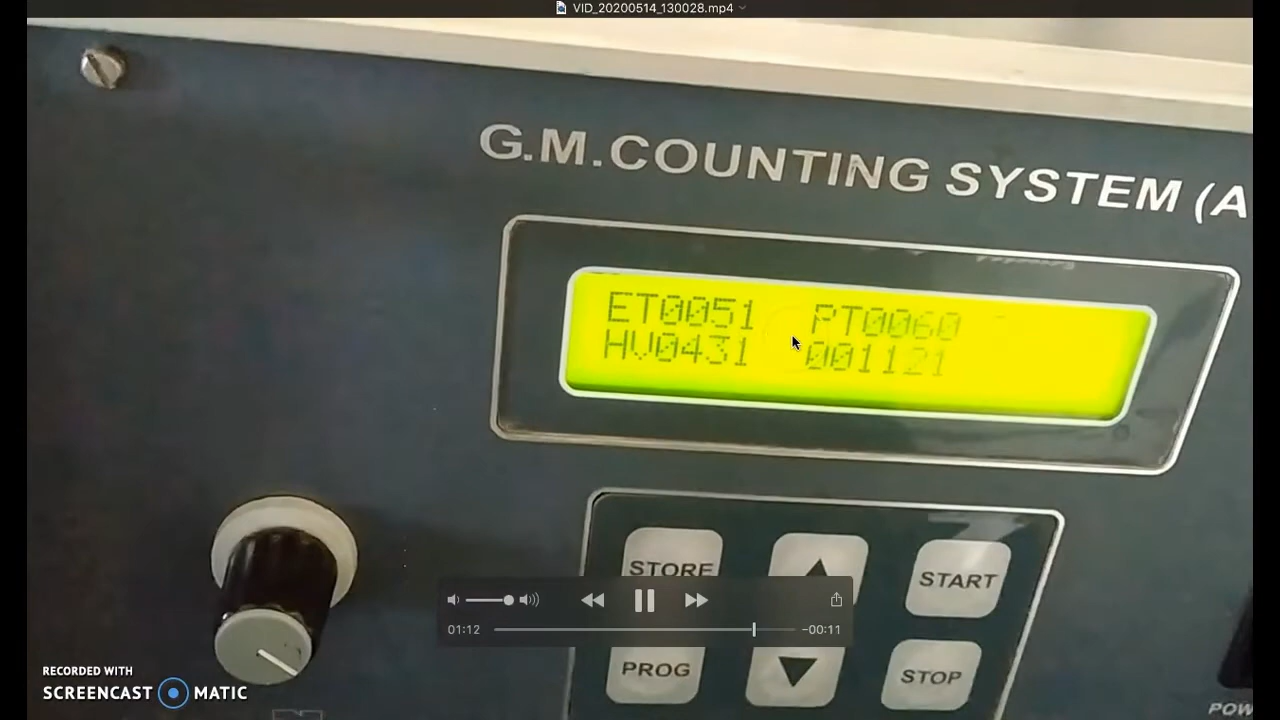 VID_20200514_130028.mp4
G.M.COUNTING SYSTEM (A
ET0051 PT0060
HV0431 001121
STORE
START
01:12
-00:11
PROG
STOP
RECORDED WITH
SCREENCAST MATIC
POW